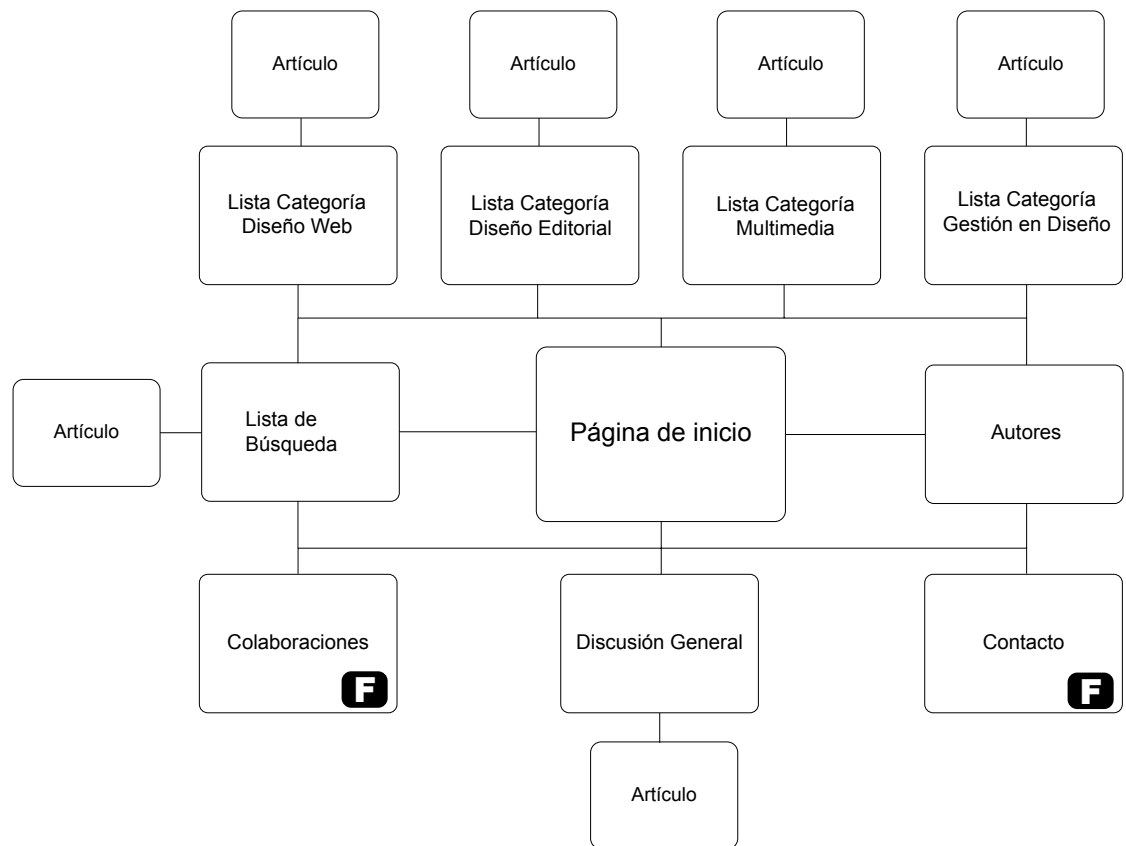 Artículo
Artículo
Artículo
Artículo
Lista Categoría
Diseño Web
Lista Categoría
Diseño Editorial
Lista Categoría
Multimedia
Lista Categoría
Gestión en Diseño
Artículo
Lista de
Búsqueda
Página de inicio
Autores
Colaboraciones
F
Discusión General
Contacto
F
Artículo